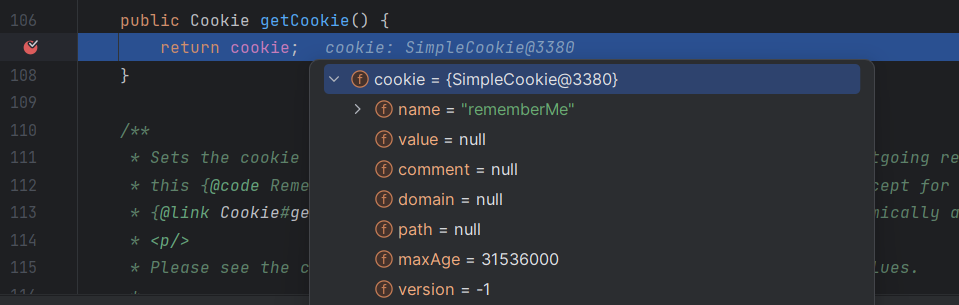 106 public Cookie getCookie() {
return cookie; cookie: SimpleCookie@3380
108 }
cookie = {SimpleCookie@3380}
109
name = "rememberMe"
110 /**
value = null
111 * Sets the cookie tgoing re
comment = null
112 * this {@code Reme cept for
domain = null
113 * {@link Cookie#ge mically a
path = null
114 * <p/>
maxAge = 31536000
115 * Please see the c lues.
version = -1
116 *